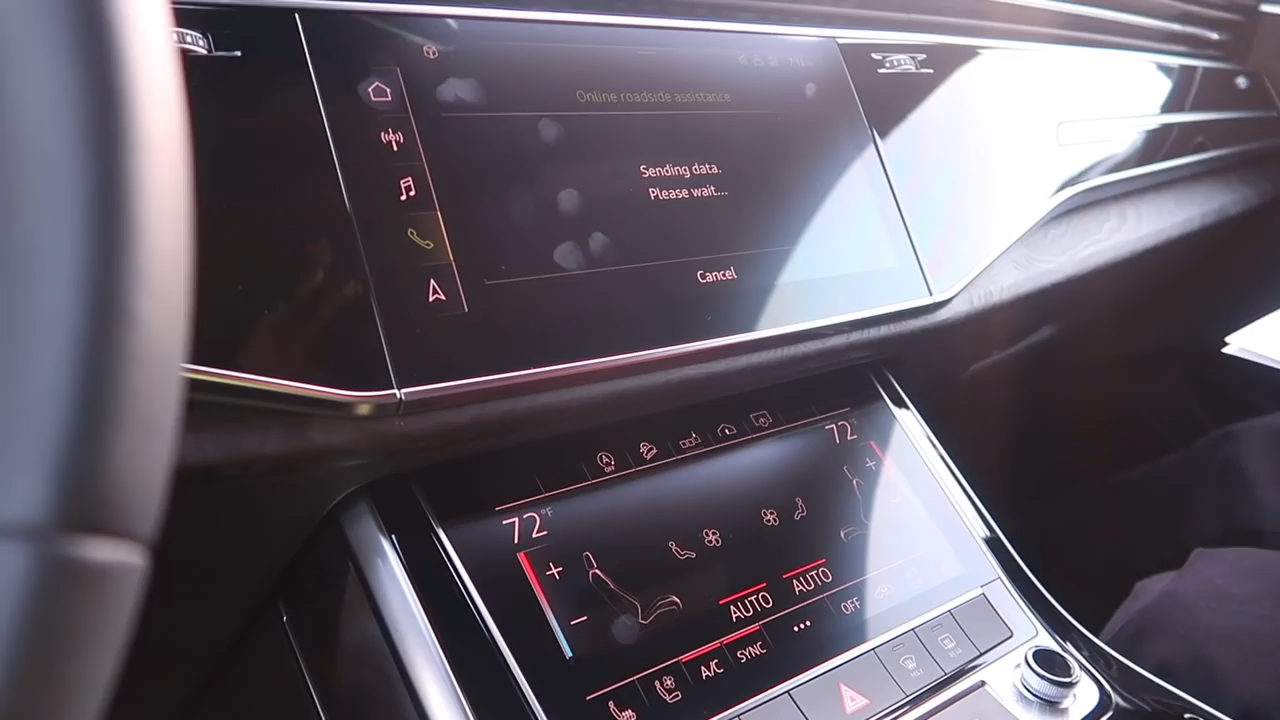 Online roadside assistance
Sending data.
Please wait...
Cancel
72
72°F
AUTO
AUTO
OFF
A/C
SYNC